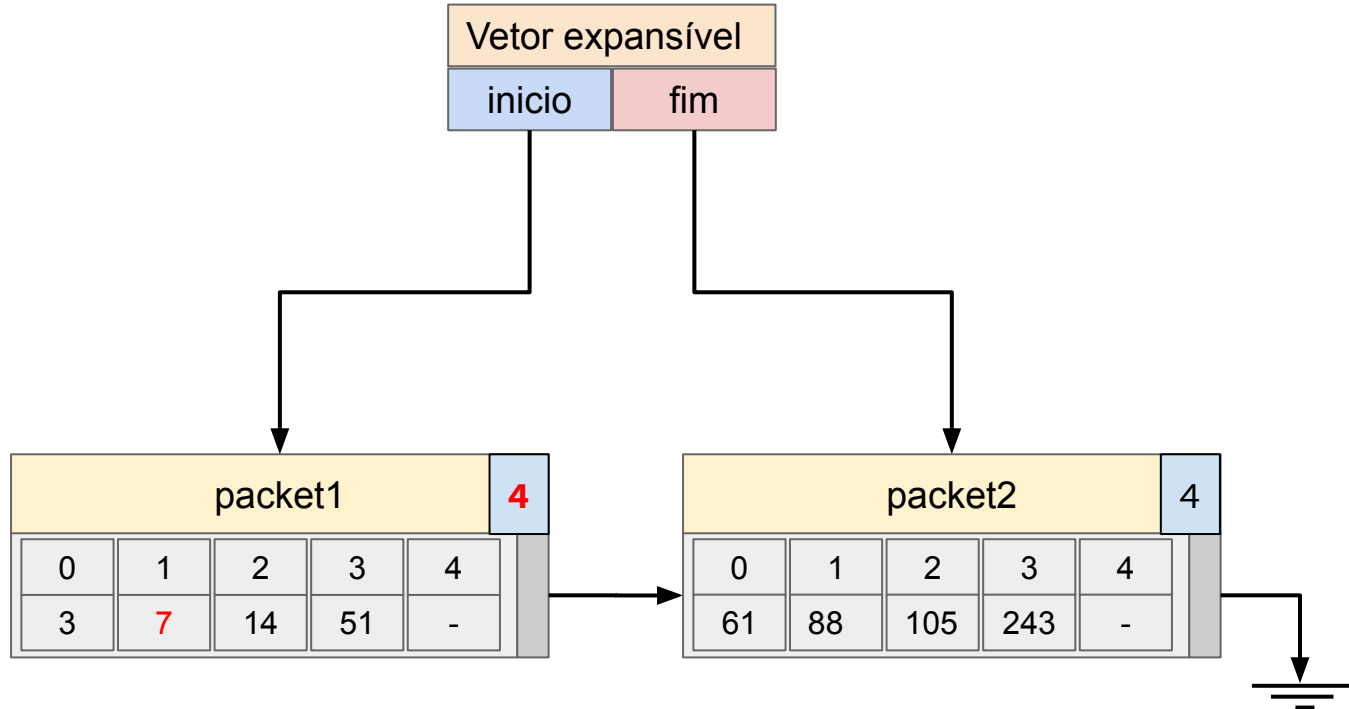 Vetor expansível
inicio fim
packet1 4
0 1 2 3 4
3 7 14 51 -
packet2 4
0 1 2 3 4
61 88 105 243 -